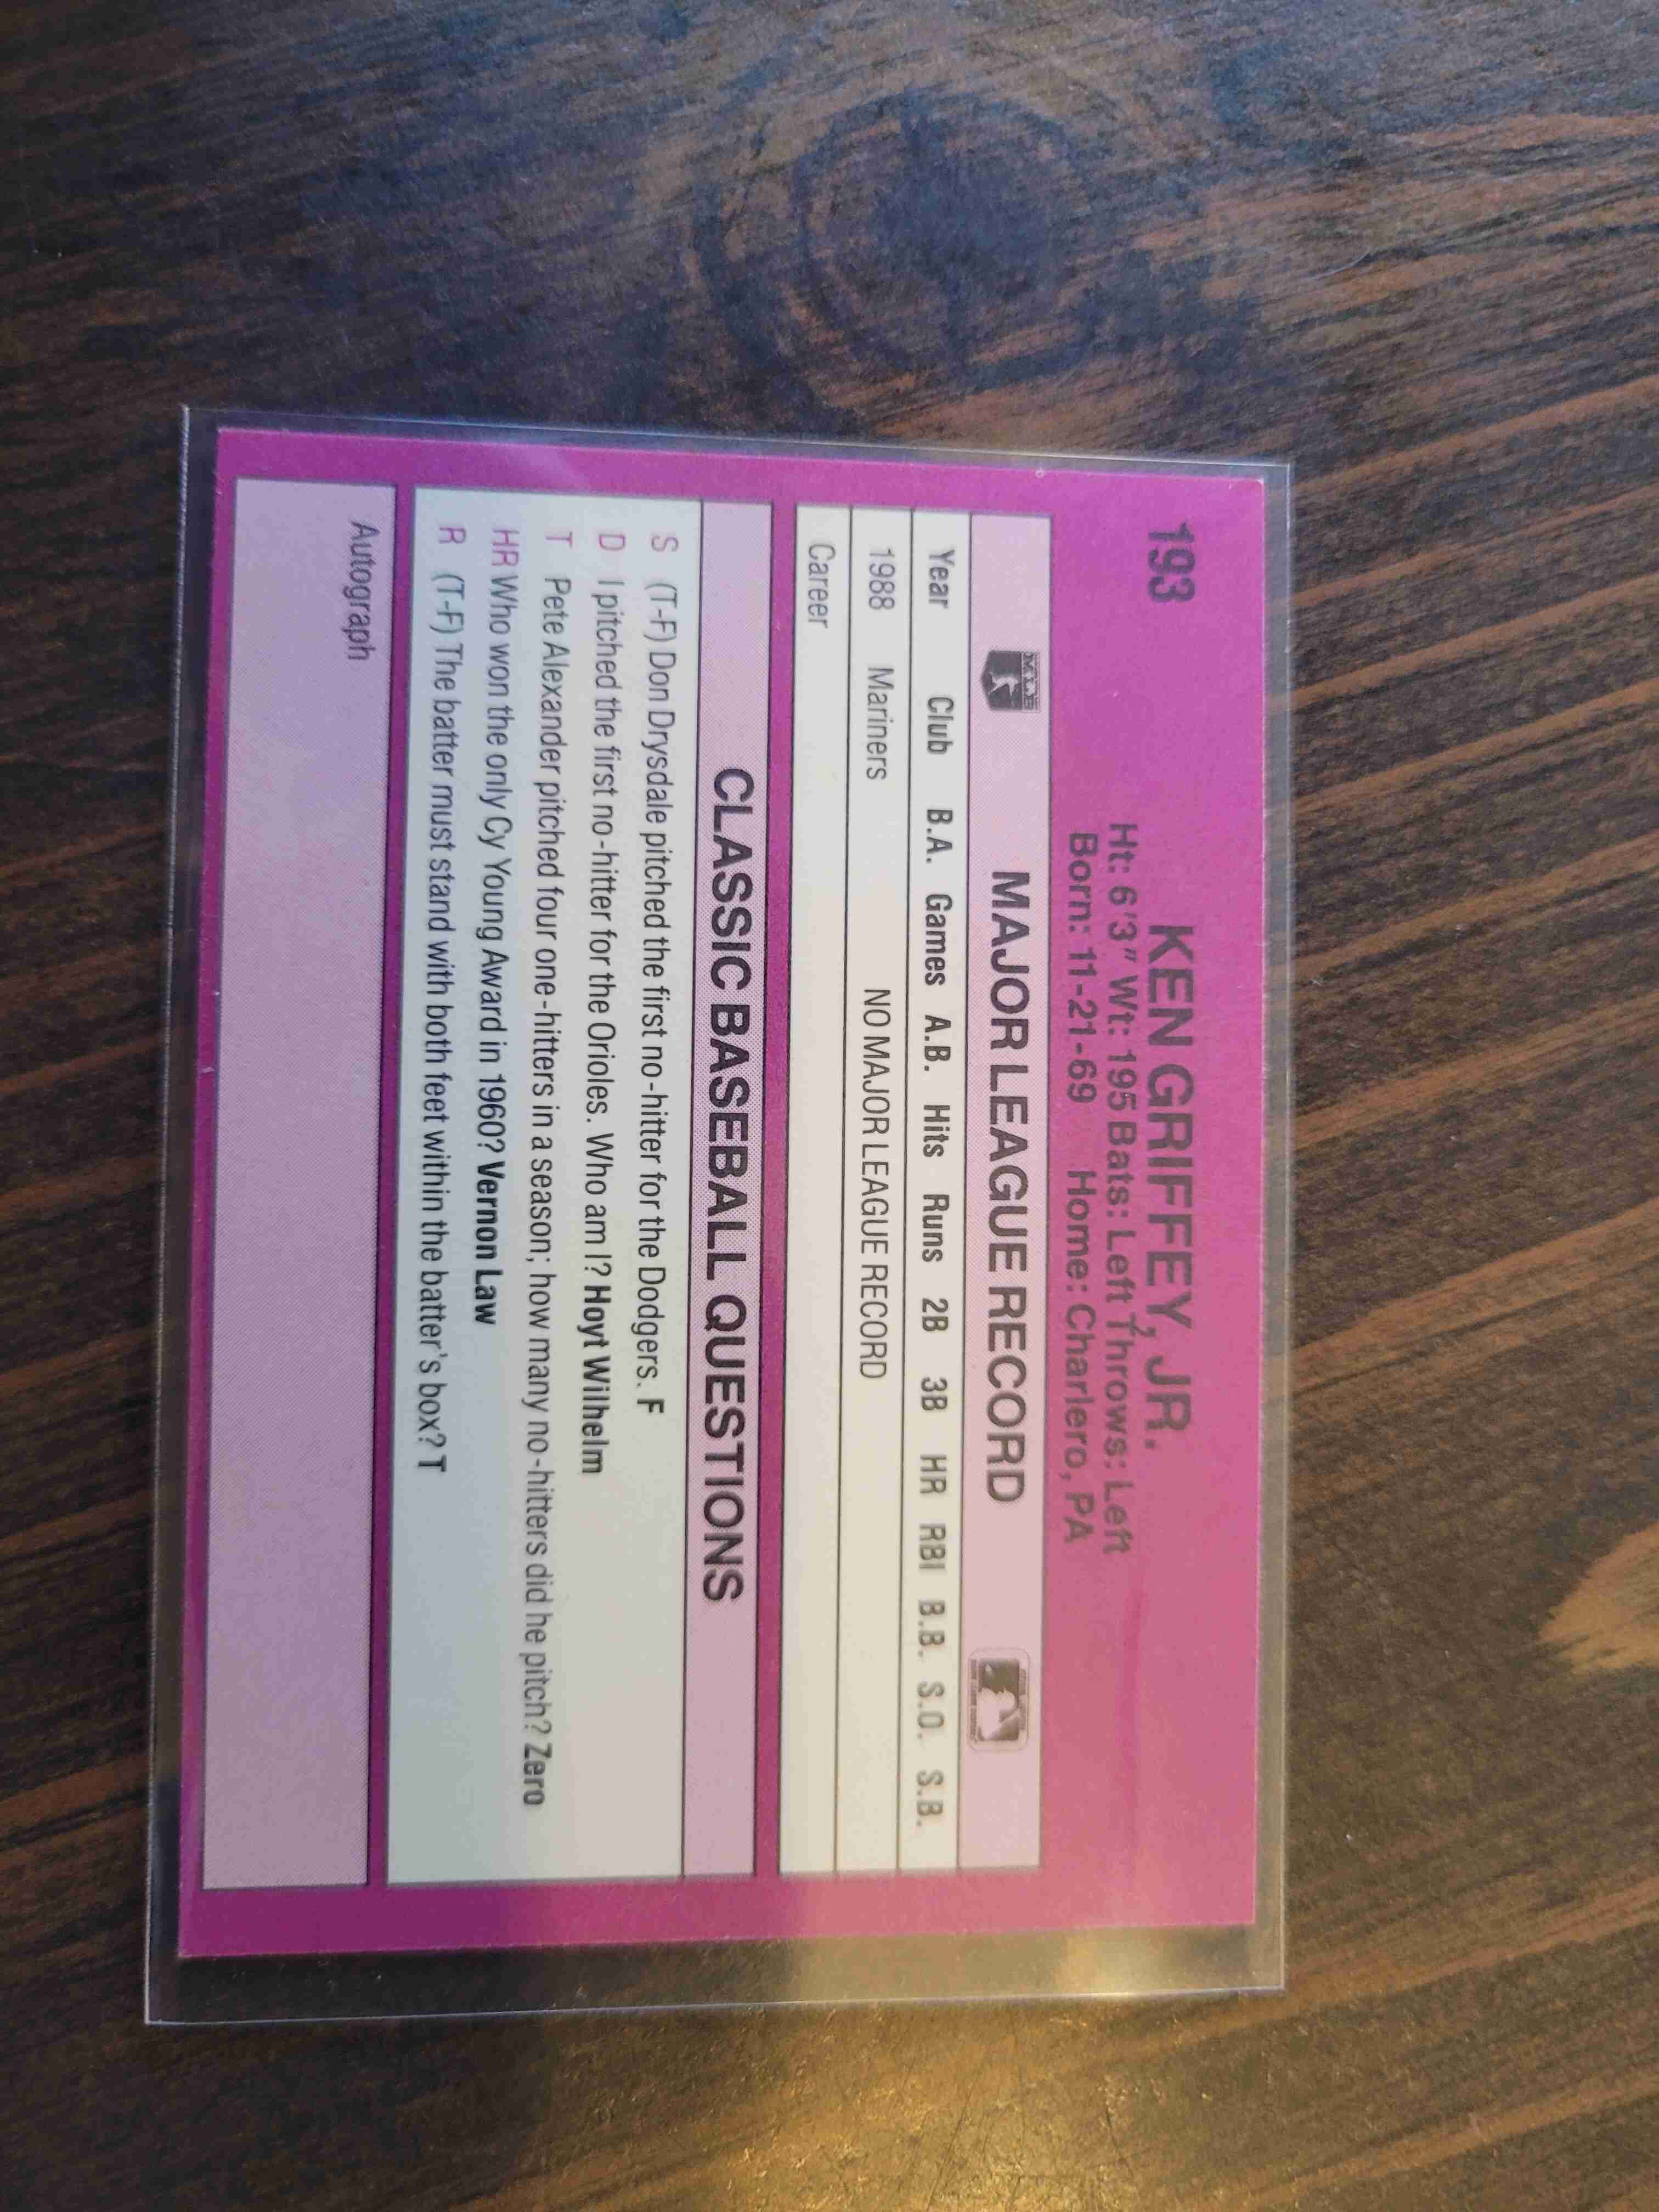 193
KEN GRIFFEY, JR.
Ht: 6'3" Wt: 195 Bats: Left Throws: Left
Born: 11-21-69 Home: Charlero, PA
MAJOR LEAGUE RECORD
Year Club B.A. Games A.B. Hits Runs 2B 3B HR RBI B.B. S.O. S.B.
1988 Mariners NO MAJOR LEAGUE RECORD
Career
CLASSIC BASEBALL QUESTIONS
S (T-F) Don Drysdale pitched the first no-hitter for the Dodgers. F
D I pitched the first no-hitter for the Orioles. Who am I? Hoyt Wilhelm
T Pete Alexander pitched four one-hitters in a season; how many no-hitters did he pitch? Zero
HR Who won the only Cy Young Award in 1960? Vernon Law
R (T-F) The batter must stand with both feet within the batter's box? T
Autograph